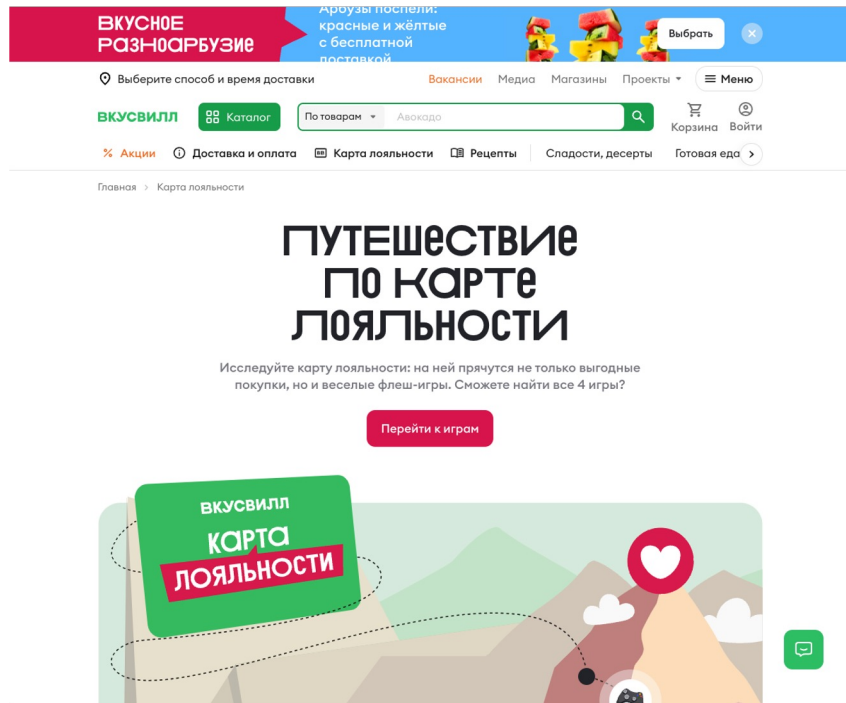 ВКУСНОЕ
РАЗНОАРБУЗИЕ
Арбузы поспели:
красные и жёлтые
с бесплатной
доставкой
Выбрать
Выберите способ и время доставки
Вакансии Медиа Магазины Проекты Меню
ВКУСВИЛЛ Каталог По товарам Авокадо Корзина Войти
% Акции Доставка и оплата Карта лояльности Рецепты Сладости, десерты Готовая еда
Главная > Карта лояльности
ПУТЕШЕСТВИЕ
ПО КАРТЕ
ЛОЯЛЬНОСТИ
Исследуйте карту лояльности: на ней прячутся не только выгодные
покупки, но и веселые флеш-игры. Сможете найти все 4 игры?
Перейти к играм
ВКУСВИЛЛ
КАРТА
ЛОЯЛЬНОСТИ